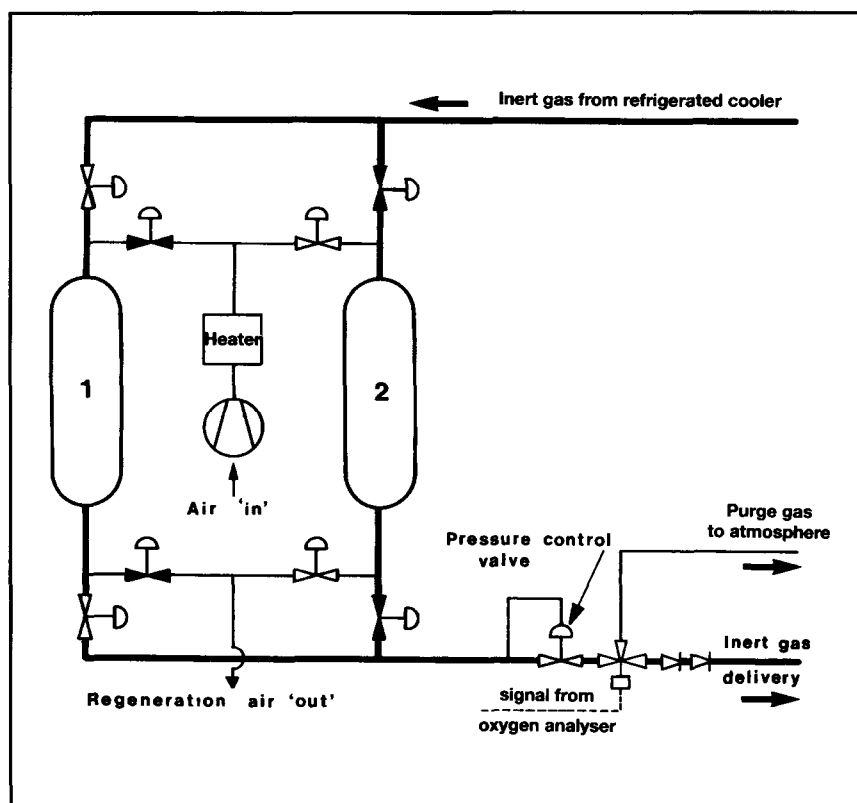 Inert gas from refrigerated cooler
Heater
1
2
Air ‘in’
Purge gas
to atmosphere
Pressure control
valve
Inert gas
delivery
Regeneration air ‘out’
signal from
oxygen analyser